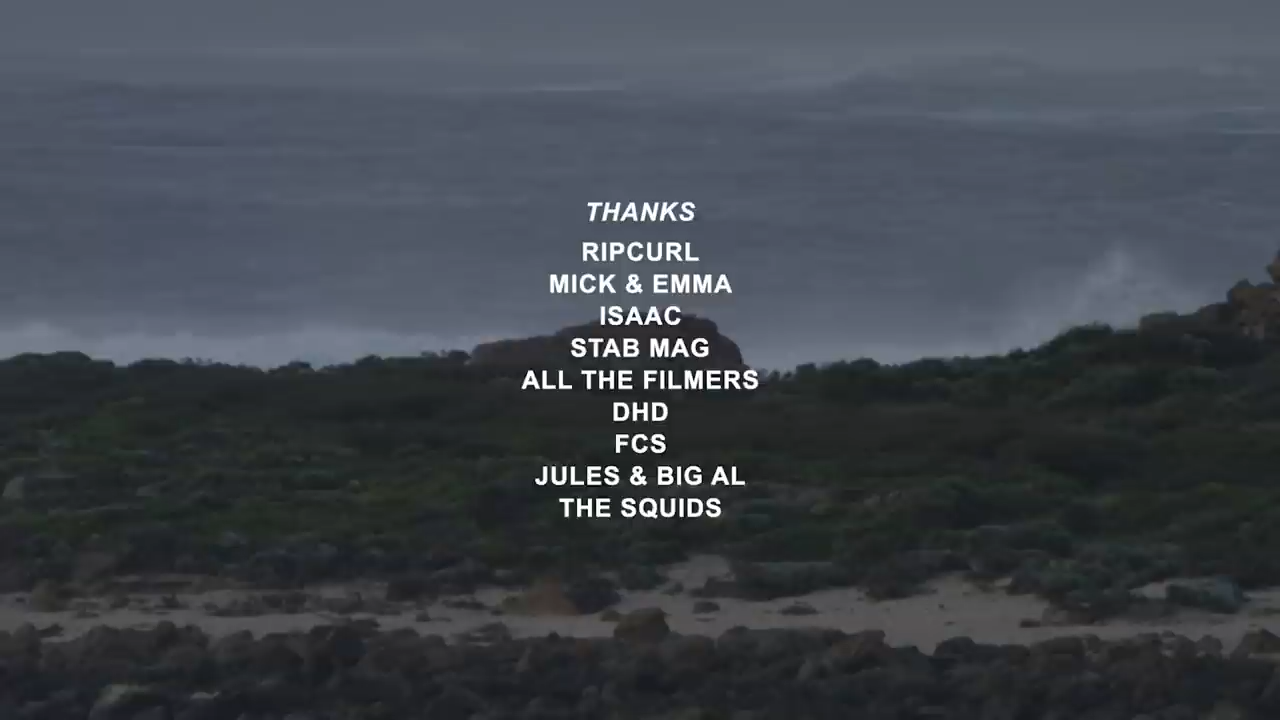 THANKS
RIPCURL
MICK & EMMA
ISAAC
STAB MAG
ALL THE FILMERS
DHD
FCS
JULES & BIG AL
THE SQUIDS